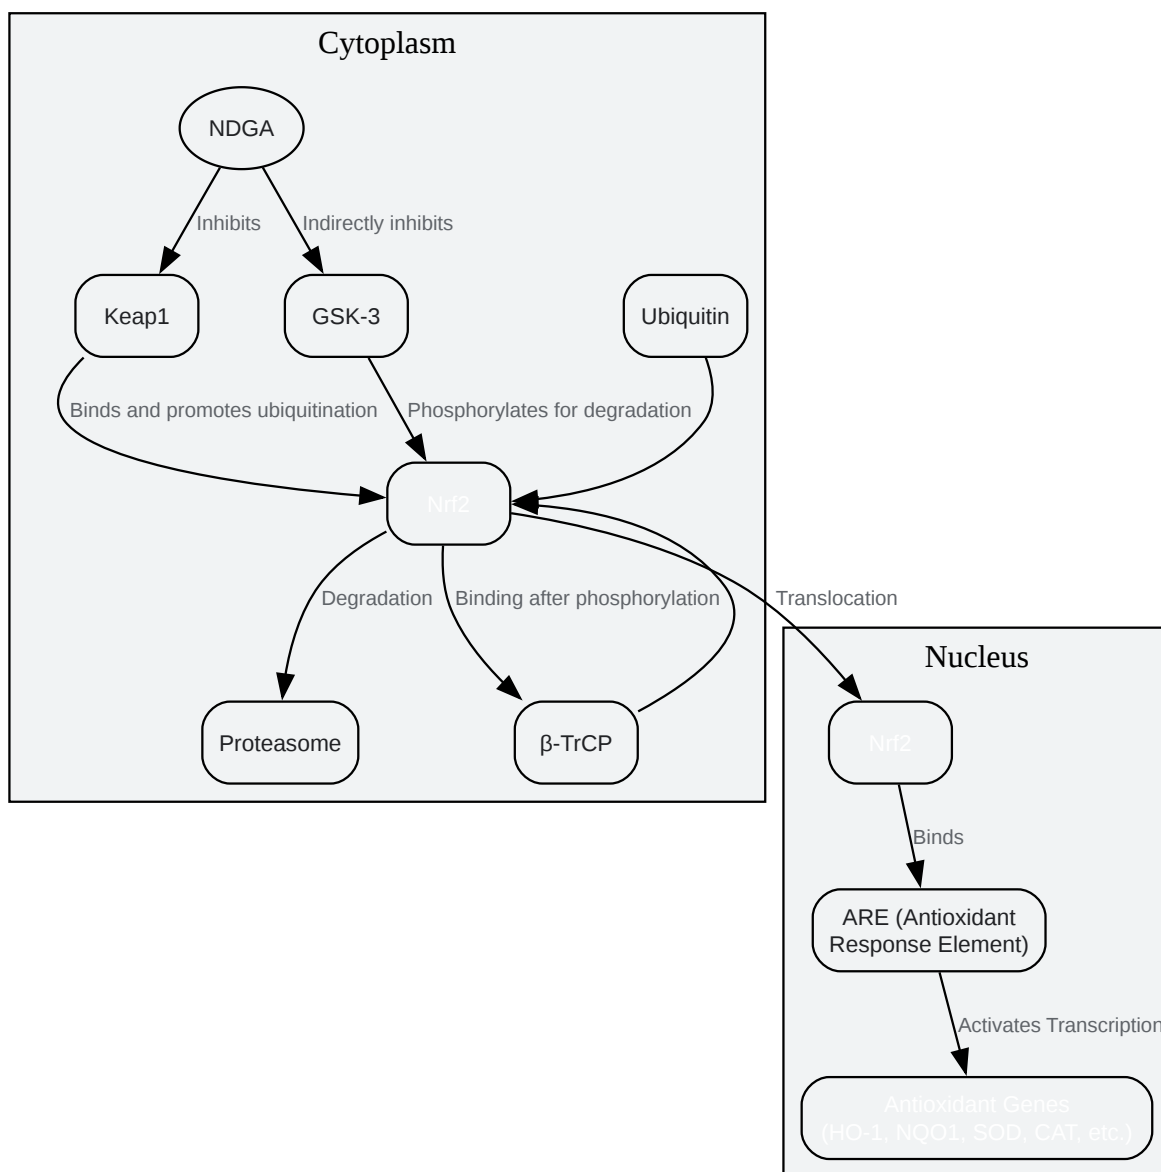 Cytoplasm
NDGA
Inhibits
Indirectly inhibits
Keap1
GSK-3
Ubiquitin
Binds and promotes ubiquitination
Phosphorylates for degradation
Nrf2
Degradation
Binding after phosphorylation
Translocation
Nucleus
Proteasome
β-TrCP
Nrf2
Binds
ARE (Antioxidant
Response Element)
Activates Transcription
Antioxidant Genes
(HO-1, NQO1, SOD, CAT, etc.)